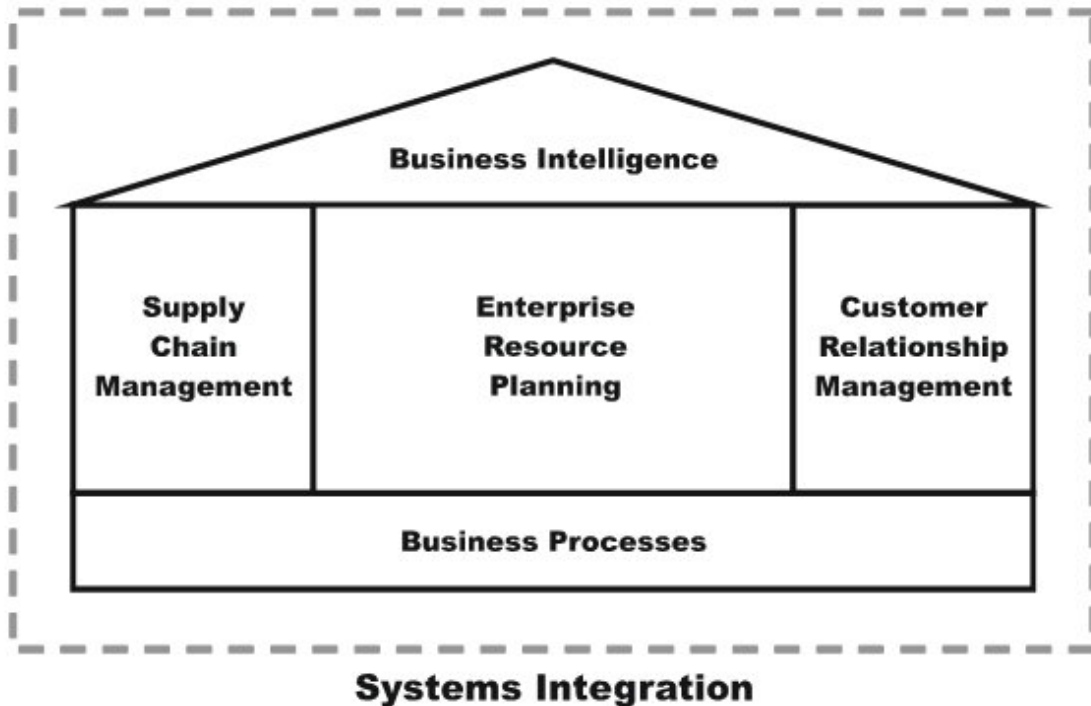 Business Intelligence
Supply
Chain
Management
Enterprise
Resource
Planning
Customer
Relationship
Management
Business Processes
Systems Integration